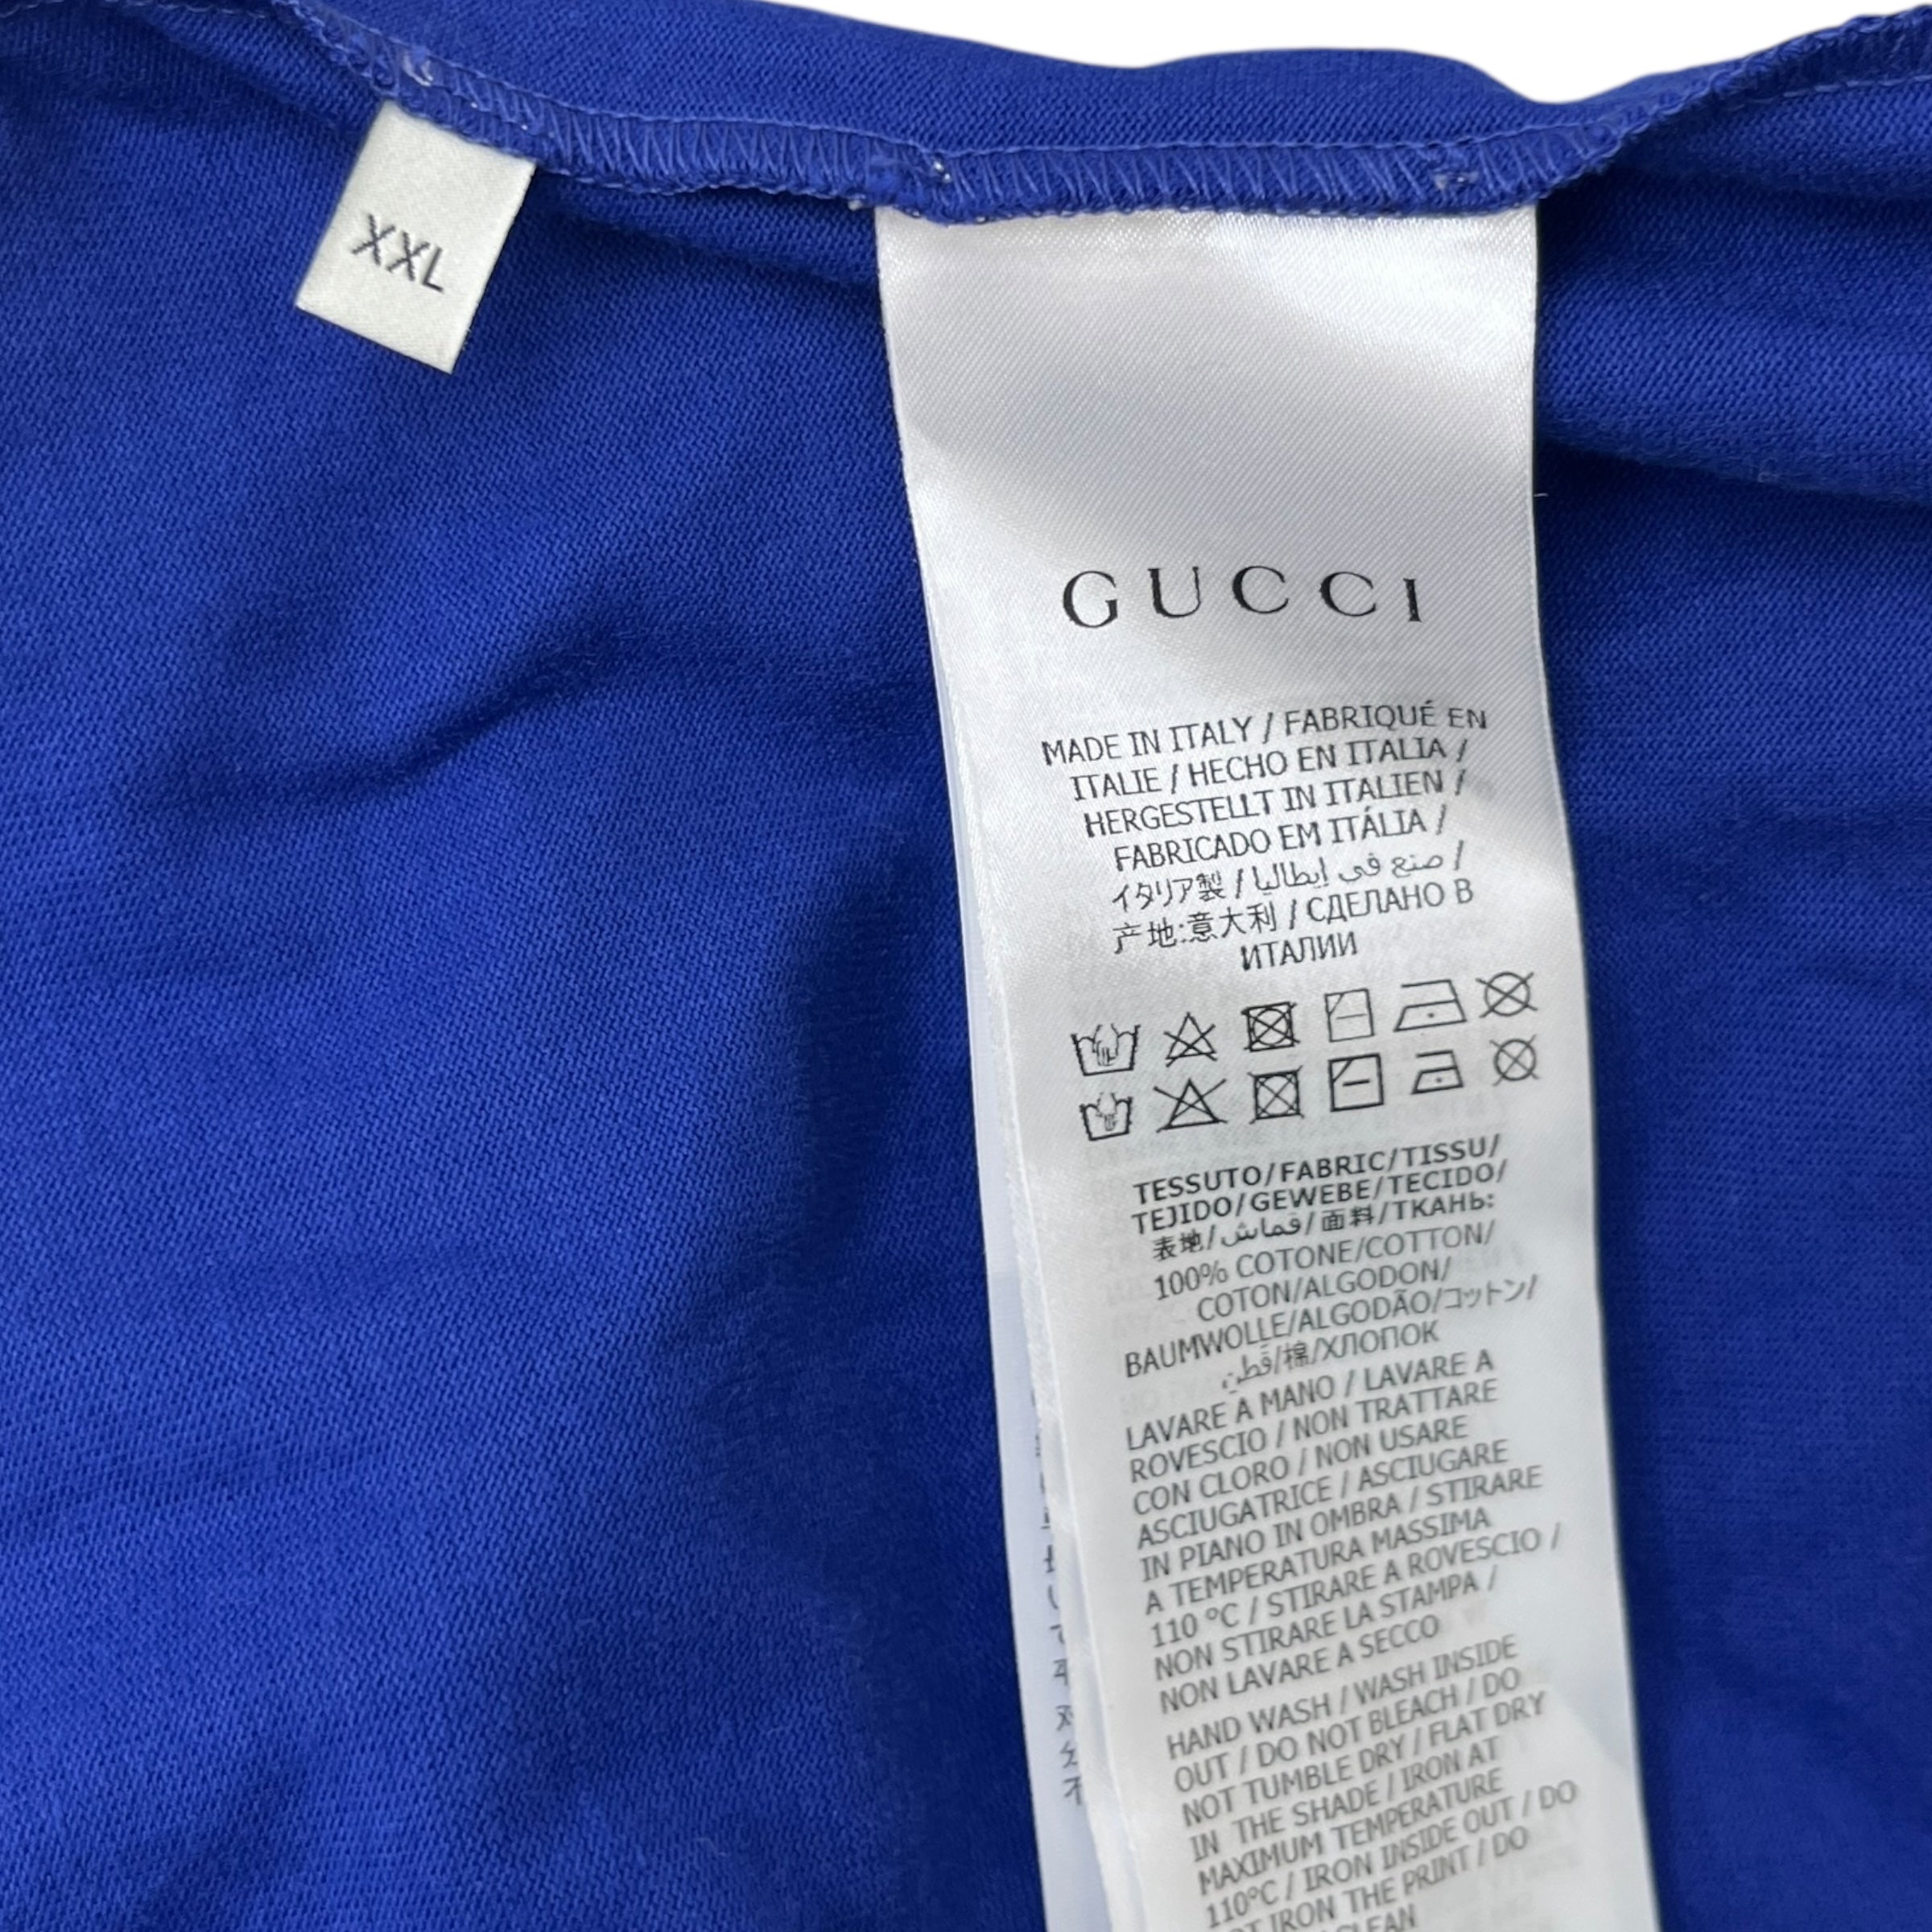 XXL
GUCCI
MADE IN ITALY / FABRIQUÉ EN
ITALIE / HECHO EN ITALIA /
HERGESTELLT IN ITALIEN /
FABRICADO EM ITÁLIA /
イタリア製 / صنع في إيطاليا /
产地:意大利 / СДЕЛАНО В
ИТАЛИИ
TESSUTO/FABRIC/TISSU/
TEJIDO/GEWEBE/TECIDO/
表地/قماش/面料/ТКАНЬ:
100% COTONE/COTTON/
COTON/ALGODON/
BAUMWOLLE/ALGODÃO/コットン/
قطن/棉/ХЛОПОК
LAVARE A MANO / LAVARE A
ROVESCIO / NON TRATTARE
CON CLORO / NON USARE
ASCIUGATRICE / ASCIUGARE
IN PIANO IN OMBRA / STIRARE
A TEMPERATURA MASSIMA
110 °C / STIRARE A ROVESCIO /
NON STIRARE LA STAMPA /
NON LAVARE A SECCO
HAND WASH / WASH INSIDE
OUT / DO NOT BLEACH / DO
NOT TUMBLE DRY / FLAT DRY
IN THE SHADE / IRON AT
MAXIMUM TEMPERATURE
110°C / IRON INSIDE OUT / DO
IRON THE PRINT / DO
CLEAN